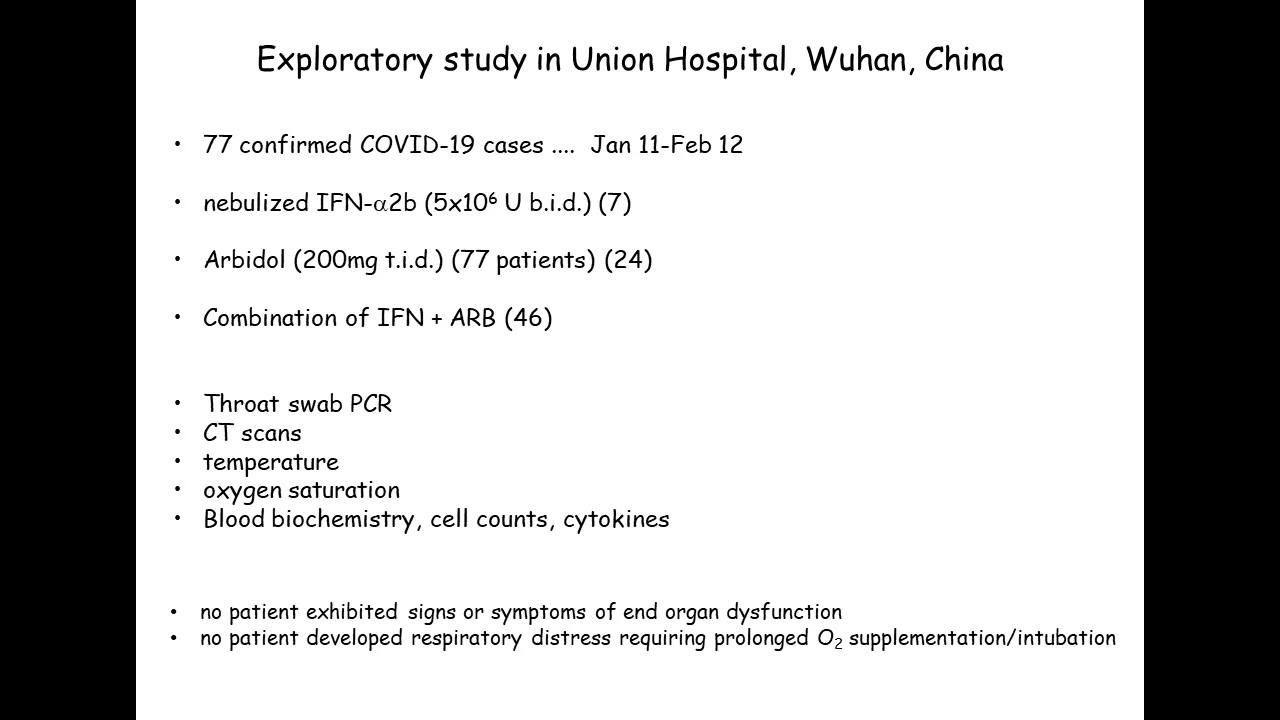 Exploratory study in Union Hospital, Wuhan, China
• 77 confirmed COVID-19 cases .... Jan 11-Feb 12
• nebulized IFN-α2b (5x10⁶ U b.i.d.) (7)
• Arbidol (200mg t.i.d.) (77 patients) (24)
• Combination of IFN + ARB (46)
• Throat swab PCR
• CT scans
• temperature
• oxygen saturation
• Blood biochemistry, cell counts, cytokines
• no patient exhibited signs or symptoms of end organ dysfunction
• no patient developed respiratory distress requiring prolonged O₂ supplementation/intubation